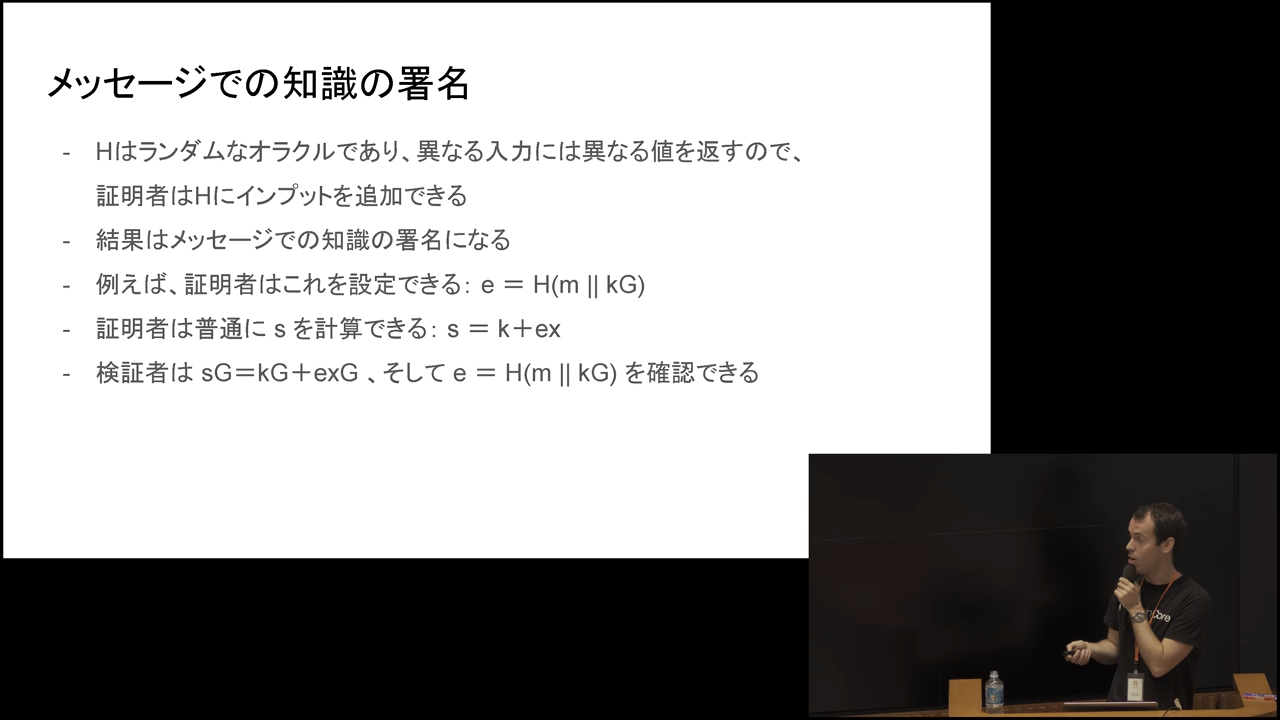 メッセージでの知識の署名
- Hはランダムなオラクルであり、異なる入力には異なる値を返すので、
証明者はHにインプットを追加できる
- 結果はメッセージでの知識の署名になる
- 例えば、証明者はこれを設定できる： e ＝ H(m || kG)
- 証明者は普通に s を計算できる： s ＝ k＋ex
- 検証者は sG＝kG＋exG 、そして e ＝ H(m || kG) を確認できる
Core